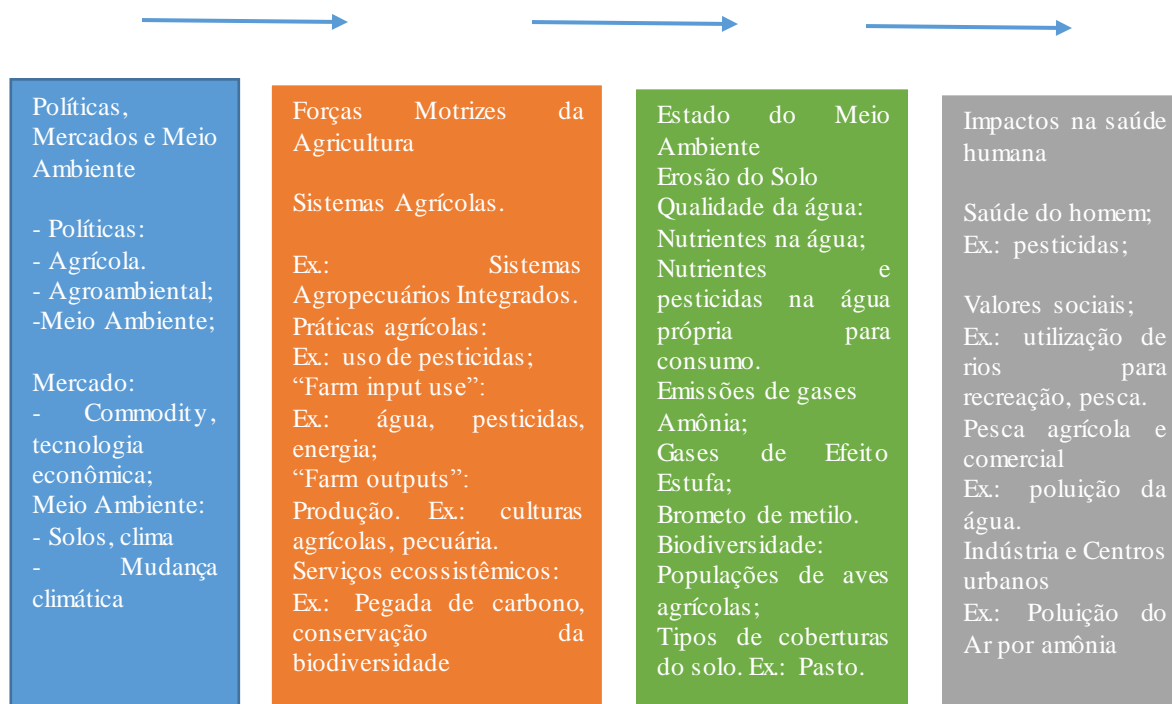 Políticas,
Mercados e Meio
Ambiente
- Políticas:
- Agrícola.
- Agroambiental;
-Meio Ambiente;
Mercado:
- Commodity,
tecnologia
econômica;
Meio Ambiente:
- Solos, clima
- Mudança
climática
Forças Motrizes da
Agricultura
Sistemas Agrícolas.
Ex.: Sistemas
Agropecuários Integrados.
Práticas agrícolas:
Ex.: uso de pesticidas;
“Farm input use”:
Ex.: água, pesticidas,
energia;
“Farm outputs”:
Produção. Ex.: culturas
agrícolas, pecuária.
Serviços ecossistêmicos:
Ex.: Pegada de carbono,
conservação da
biodiversidade
Estado do Meio
Ambiente
Erosão do Solo
Qualidade da água:
Nutrientes na água;
Nutrientes e
pesticidas na água
própria para
consumo.
Emissões de gases
Amônia;
Gases de Efeito
Estufa;
Brometo de metilo.
Biodiversidade:
Populações de aves
agrícolas;
Tipos de coberturas
do solo. Ex.: Pasto.
Impactos na saúde
humana
Saúde do homem;
Ex.: pesticidas;
Valores sociais;
Ex.: utilização de
rios para
recreação, pesca.
Pesca agrícola e
comercial
Ex.: poluição da
água.
Indústria e Centros
urbanos
Ex.: Poluição do
Ar por amônia